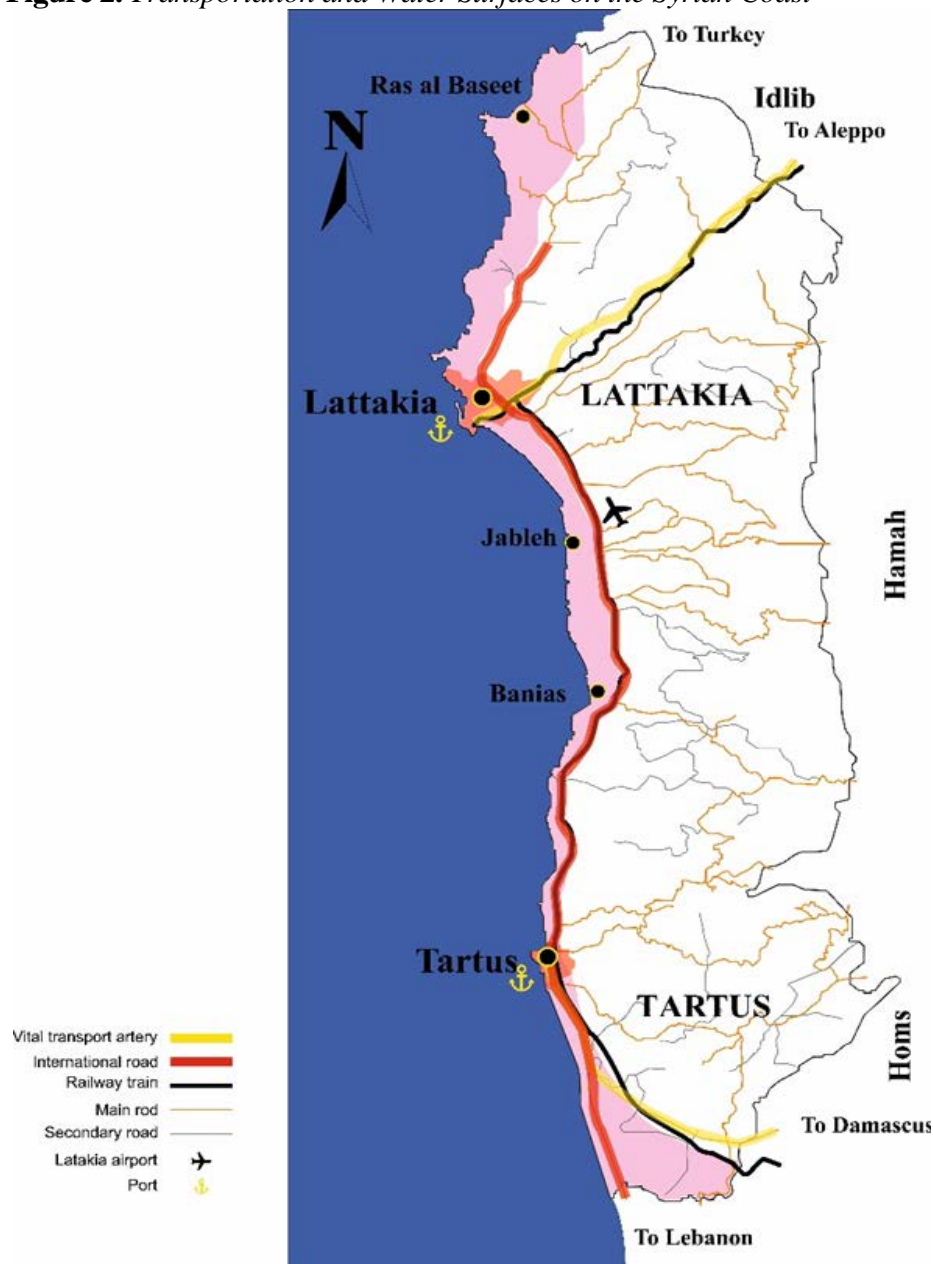 Figure 2. Transportation and Water Surfaces on the Syrian Coast
To Turkey
Ras al Baseet
Idlib
To Aleppo
N
Lattakia
LATTAKIA
Jableh
Hamah
Banias
Tartus
TARTUS
Homs
To Damascus
To Lebanon
Vital transport artery
International road
Railway train
Main rod
Secondary road
Latakia airport
Port